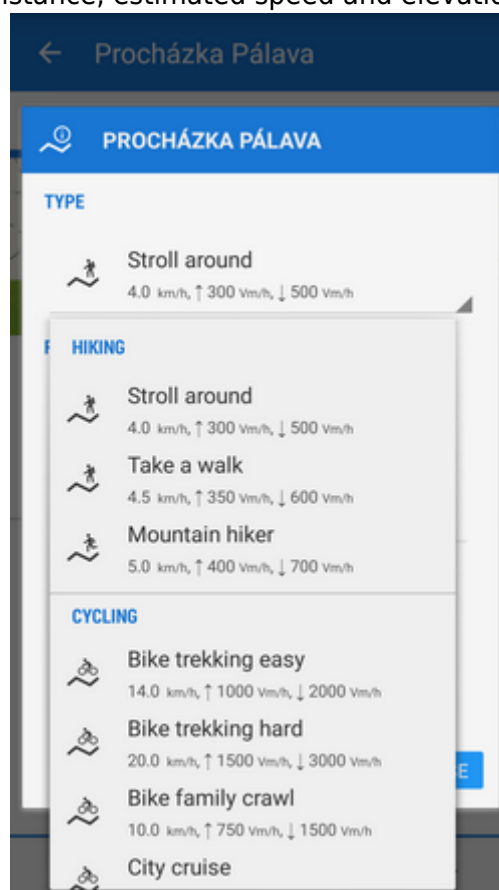 estimated speed and
Procházka Pálava
PROCHÁZKA PÁLAVA
TYPE
Stroll around
4.0 km/h, ↑ 300 Vm/h, ↓ 500 Vm/h
HIKING
Stroll around
4.0 km/h, ↑ 300 Vm/h, ↓ 500 Vm/h
Take a walk
4.5 km/h, ↑ 350 Vm/h, ↓ 600 Vm/h
Mountain hiker
5.0 km/h, ↑ 400 Vm/h, ↓ 700 Vm/h
CYCLING
Bike trekking easy
14.0 km/h, ↑ 1000 Vm/h, ↓ 2000 Vm/h
Bike trekking hard
20.0 km/h, ↑ 1500 Vm/h, ↓ 3000 Vm/h
Bike family crawl
10.0 km/h, ↑ 750 Vm/h, ↓ 1500 Vm/h
City cruise